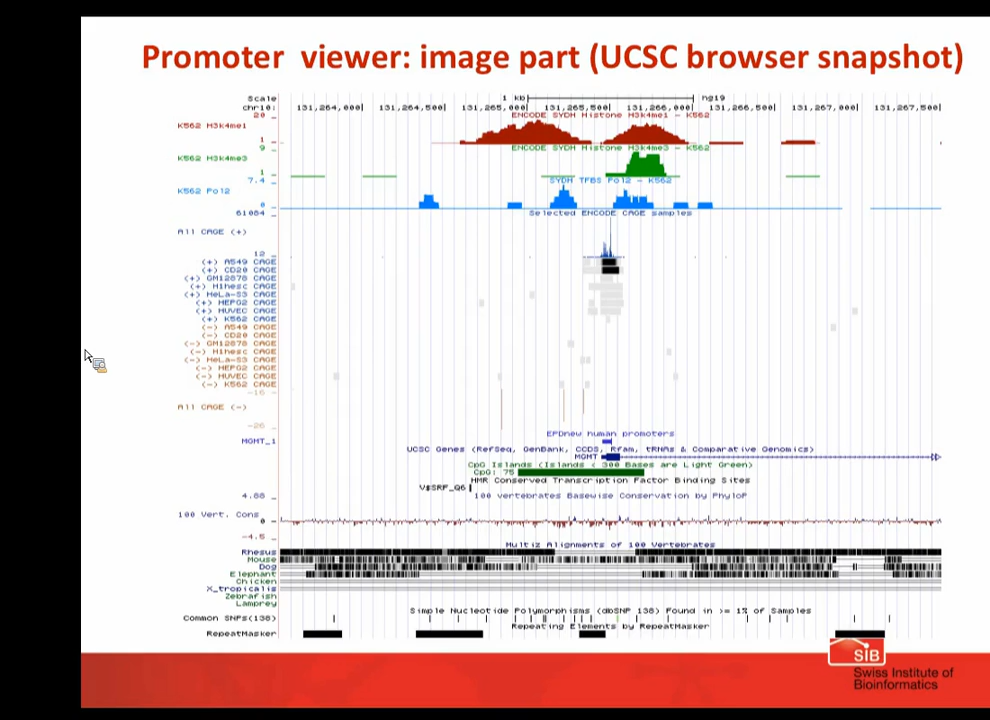 Promoter viewer: image part (UCSC browser snapshot)
Scale 1 kb hg19
chr10: 131,264,000 131,264,500 131,265,000 131,265,500 131,266,000 131,266,500 131,267,000 131,267,500
20 ENCODE SYDH Histone H3k4me1 - K562
K562 H3k4me1
1
9 ENCODE SYDH Histone H3k4me3 - K562
K562 H3k4me3
1
7.4 SYDH TFBS Pol2 - K562
K562 Pol2
0
61084 Selected ENCODE CAGE samples
All CAGE (+)
12
(+) A549 CAGE
(+) CD20 CAGE
(+) GM12878 CAGE
(+) H1hesc CAGE
(+) HeLa-S3 CAGE
(+) HEPG2 CAGE
(+) HUVEC CAGE
(+) K562 CAGE
(-) A549 CAGE
(-) CD20 CAGE
(-) GM12878 CAGE
(-) H1hesc CAGE
(-) HeLa-S3 CAGE
(-) HEPG2 CAGE
(-) HUVEC CAGE
(-) K562 CAGE
-16
All CAGE (-)
-26
EPDnew human promoters
MGMT_1
UCSC Genes (RefSeq, GenBank, CCDS, Rfam, tRNAs & Comparative Genomics)
MGMT
CpG Islands (Islands < 300 Bases are Light Green)
CpG: 75
HMR Conserved Transcription Factor Binding Sites
V$SRF_Q6
4.88 100 vertebrates Basewise Conservation by PhyloP
100 Vert. Cons
0
-4.5
Multiz Alignments of 100 Vertebrates
Rhesus
Mouse
Dog
Elephant
Chicken
X_tropicalis
Zebrafish
Lamprey
Simple Nucleotide Polymorphisms (dbSNP 138) Found in >= 1% of Samples
Common SNPs(138)
Repeating Elements by RepeatMasker
RepeatMasker
SIB
Swiss Institute of
Bioinformatics